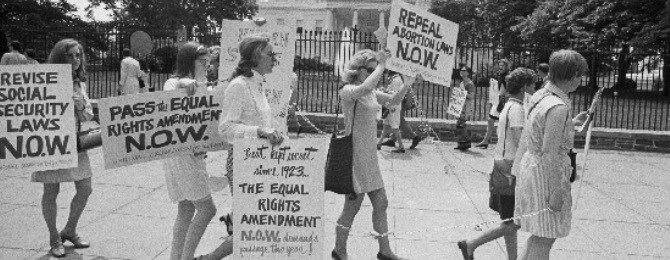 REVISE
SOCIAL
SECURITY
LAWS
N.O.W.
PASS THE EQUAL
RIGHTS AMENDMENT
N.O.W.
REPEAL
ABORTION LAWS
N.O.W.
Best kept secret
since 1923.
THE EQUAL
RIGHTS
AMENDMENT
N.O.W. demands
passage this year!